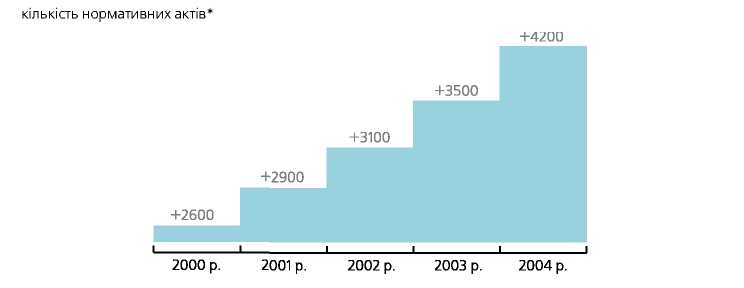 кількість нормативних актів*
+4200
+3500
+3100
+2900
+2600
2000 р.
2001 р.
2002 р.
2003 р.
2004 р.